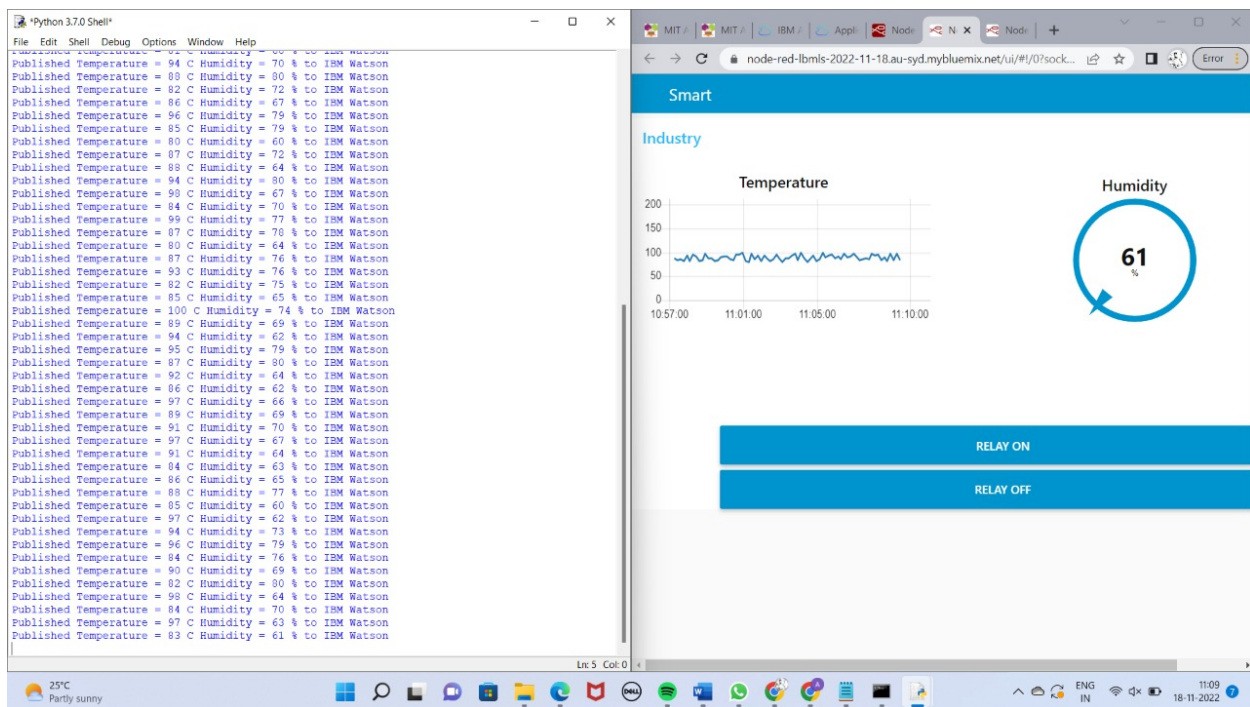 *Python 3.7.0 Shell*
File Edit Shell Debug Options Window Help
Published Temperature = 94 C Humidity = 70 % to IBM Watson
Published Temperature = 88 C Humidity = 80 % to IBM Watson
Published Temperature = 82 C Humidity = 72 % to IBM Watson
Published Temperature = 86 C Humidity = 67 % to IBM Watson
Published Temperature = 96 C Humidity = 79 % to IBM Watson
Published Temperature = 85 C Humidity = 79 % to IBM Watson
Published Temperature = 80 C Humidity = 60 % to IBM Watson
Published Temperature = 87 C Humidity = 72 % to IBM Watson
Published Temperature = 88 C Humidity = 64 % to IBM Watson
Published Temperature = 94 C Humidity = 80 % to IBM Watson
Published Temperature = 98 C Humidity = 67 % to IBM Watson
Published Temperature = 84 C Humidity = 70 % to IBM Watson
Published Temperature = 99 C Humidity = 77 % to IBM Watson
Published Temperature = 87 C Humidity = 78 % to IBM Watson
Published Temperature = 80 C Humidity = 64 % to IBM Watson
Published Temperature = 87 C Humidity = 76 % to IBM Watson
Published Temperature = 93 C Humidity = 76 % to IBM Watson
Published Temperature = 82 C Humidity = 75 % to IBM Watson
Published Temperature = 85 C Humidity = 65 % to IBM Watson
Published Temperature = 100 C Humidity = 74 % to IBM Watson
Published Temperature = 89 C Humidity = 69 % to IBM Watson
Published Temperature = 94 C Humidity = 62 % to IBM Watson
Published Temperature = 95 C Humidity = 79 % to IBM Watson
Published Temperature = 87 C Humidity = 80 % to IBM Watson
Published Temperature = 92 C Humidity = 64 % to IBM Watson
Published Temperature = 86 C Humidity = 62 % to IBM Watson
Published Temperature = 97 C Humidity = 66 % to IBM Watson
Published Temperature = 89 C Humidity = 69 % to IBM Watson
Published Temperature = 91 C Humidity = 70 % to IBM Watson
Published Temperature = 97 C Humidity = 67 % to IBM Watson
Published Temperature = 91 C Humidity = 64 % to IBM Watson
Published Temperature = 84 C Humidity = 63 % to IBM Watson
Published Temperature = 86 C Humidity = 65 % to IBM Watson
Published Temperature = 88 C Humidity = 77 % to IBM Watson
Published Temperature = 85 C Humidity = 60 % to IBM Watson
Published Temperature = 97 C Humidity = 62 % to IBM Watson
Published Temperature = 94 C Humidity = 73 % to IBM Watson
Published Temperature = 96 C Humidity = 79 % to IBM Watson
Published Temperature = 84 C Humidity = 76 % to IBM Watson
Published Temperature = 90 C Humidity = 69 % to IBM Watson
Published Temperature = 82 C Humidity = 80 % to IBM Watson
Published Temperature = 98 C Humidity = 64 % to IBM Watson
Published Temperature = 84 C Humidity = 70 % to IBM Watson
Published Temperature = 97 C Humidity = 63 % to IBM Watson
Published Temperature = 83 C Humidity = 61 % to IBM Watson
Ln: 5 Col: 0
MIT A MIT A IBM / Appli Node N Node
node-red-lbmls-2022-11-18.au-syd.mybluemix.net/ui/#!/0?sock... Error
Smart
Industry
Temperature
200
150
100
50
0
10:57:00 11:01:00 11:05:00 11:10:00
Humidity
61
%
RELAY ON
RELAY OFF
25°C
Partly sunny
DELL
ENG
IN
11:09
18-11-2022
7